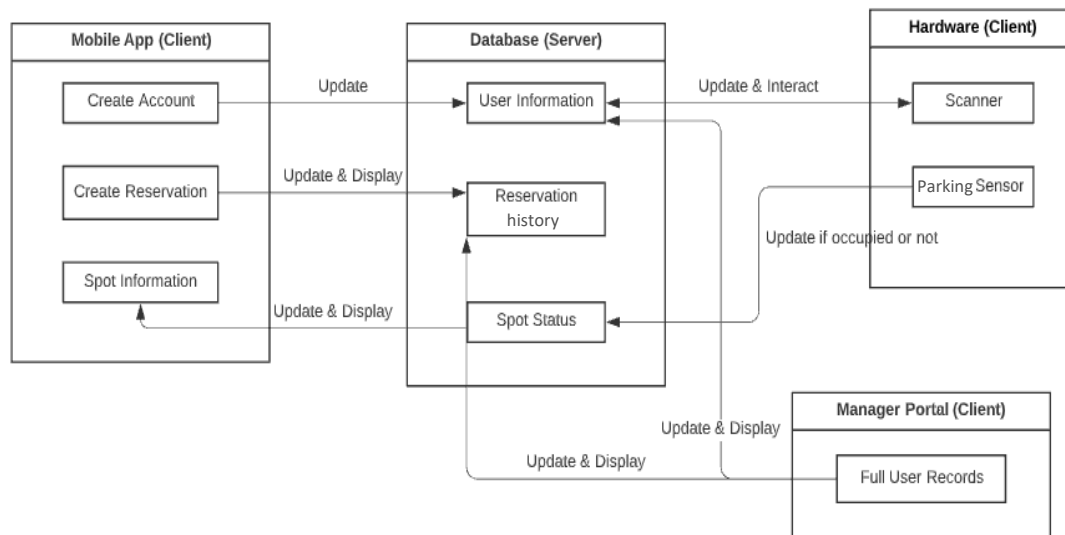 Mobile App (Client)
Create Account
Create Reservation
Spot Information
Update
Update & Display
Update & Display
Database (Server)
User Information
Reservation
history
Spot Status
Update & Interact
Update if occupied or not
Hardware (Client)
Scanner
Parking Sensor
Update & Display
Update & Display
Manager Portal (Client)
Full User Records